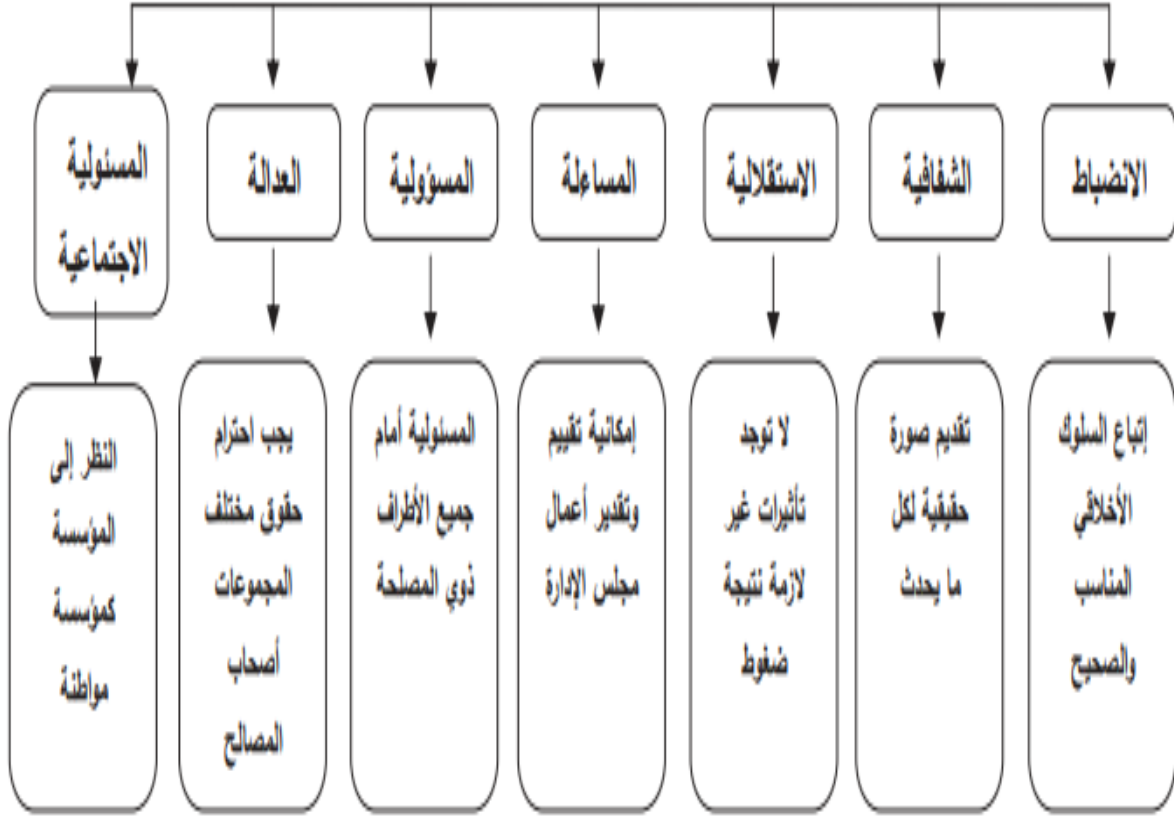 الانضباط
الشفافية
الاستقلالية
المساءلة
المسؤولية
العدالة
المسئولية
الاجتماعية
إتباع السلوك
الأخلاقي
المناسب
والصحيح
تقديم صورة
حقيقية لكل
ما يحدث
لا توجد
تأثيرات غير
لازمة نتيجة
ضغوط
إمكانية تقييم
وتقدير أعمال
مجلس الإدارة
المسئولية أمام
جميع الأطراف
ذوي المصلحة
يجب احترام
حقوق مختلف
المجموعات
أصحاب
المصالح
النظر إلى
المؤسسة
كمؤسسة
مواطنة